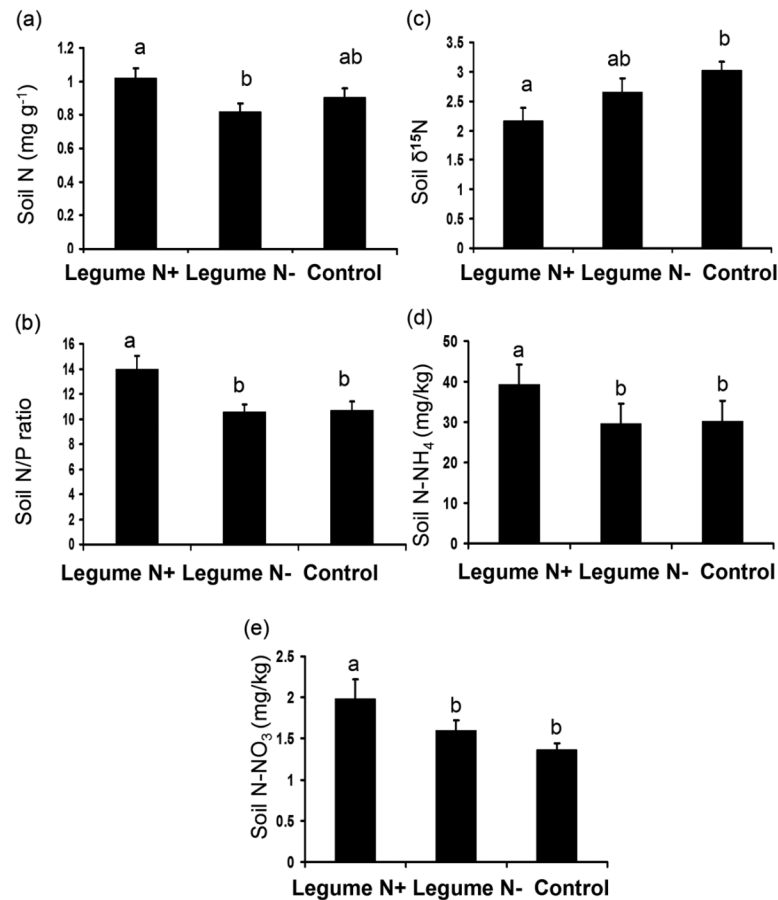 (a)
Soil N (mg g⁻¹)
1.2
1
0.8
0.6
0.4
0.2
0
a
b
ab
Legume N+ Legume N- Control
(c)
Soil δ¹⁵N
3.5
3
2.5
2
1.5
1
0.5
0
a
ab
b
Legume N+ Legume N- Control
(b)
Soil N/P ratio
16
14
12
10
8
6
4
2
0
a
b
b
Legume N+ Legume N- Control
(d)
Soil N-NH₄ (mg/kg)
50
40
30
20
10
0
a
b
b
Legume N+ Legume N- Control
(e)
Soil N-NO₃ (mg/kg)
2.5
2
1.5
1
0.5
0
a
b
b
Legume N+ Legume N- Control